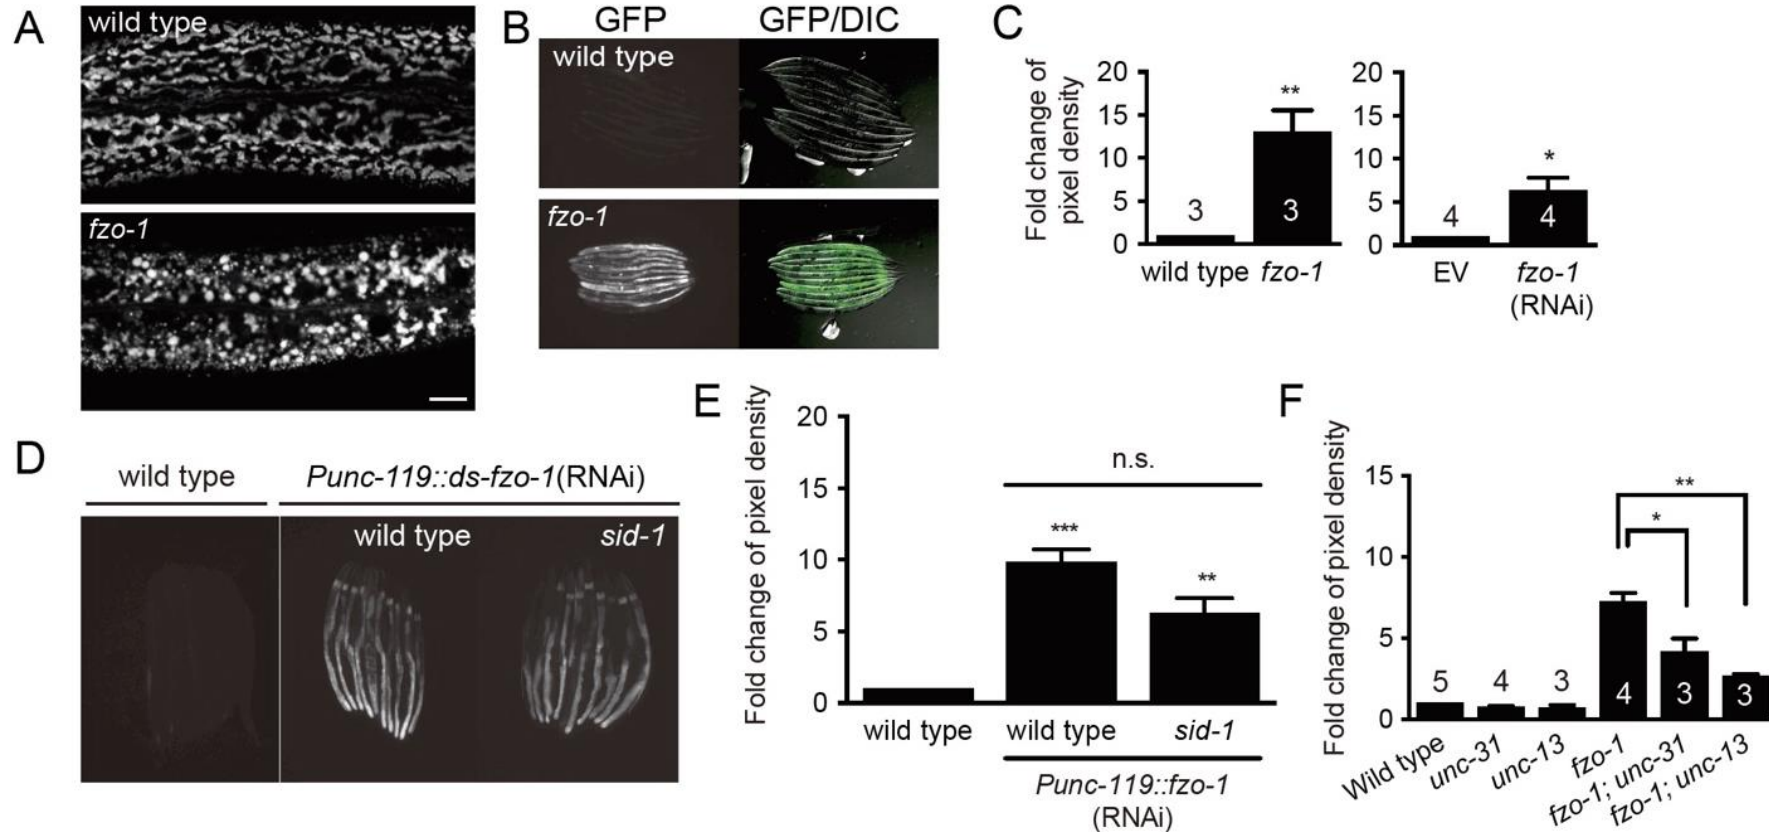 A
wild type
fzo-1
B
GFP
GFP/DIC
wild type
fzo-1
C
Fold change of
pixel density
20
15
10
5
0
3
**
3
wild type
fzo-1
20
15
10
5
0
4
*
4
EV
fzo-1
(RNAi)
D
wild type
Punc-119::ds-fzo-1(RNAi)
wild type
sid-1
E
Fold change of pixel density
20
15
10
5
0
n.s.
***
**
wild type
wild type
sid-1
Punc-119::fzo-1
(RNAi)
F
Fold change of pixel density
15
10
5
0
**
*
5
4
3
4
3
3
Wild type
unc-31
unc-13
fzo-1
fzo-1; unc-31
fzo-1; unc-13